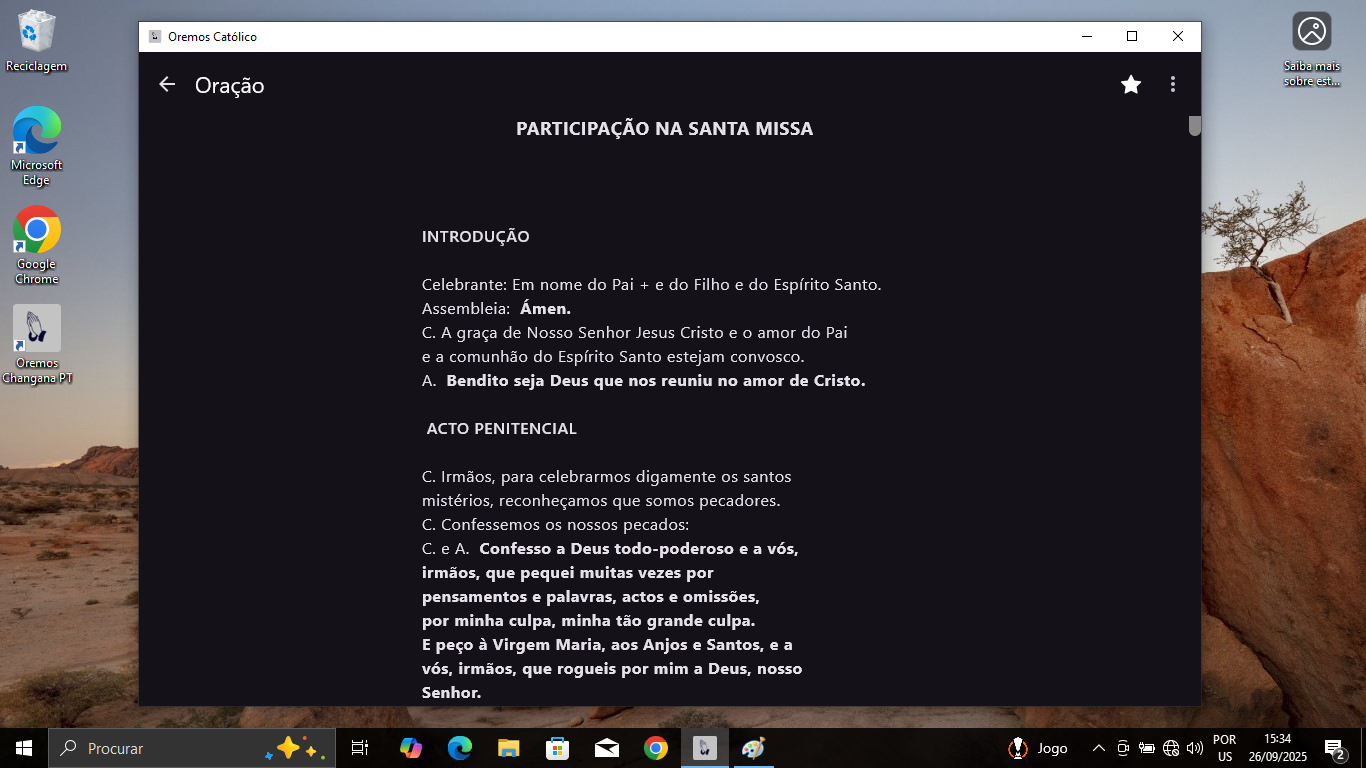 Reciclagem
Microsoft
Edge
Google
Chrome
Oremos
Changana PT
Saiba mais
sobre est...
Oremos Católico
Oração
PARTICIPAÇÃO NA SANTA MISSA
INTRODUÇÃO
Celebrante: Em nome do Pai + e do Filho e do Espírito Santo.
Assembleia: Ámen.
C. A graça de Nosso Senhor Jesus Cristo e o amor do Pai
e a comunhão do Espírito Santo estejam convosco.
A. Bendito seja Deus que nos reuniu no amor de Cristo.
ACTO PENITENCIAL
C. Irmãos, para celebrarmos digamente os santos
mistérios, reconheçamos que somos pecadores.
C. Confessemos os nossos pecados:
C. e A. Confesso a Deus todo-poderoso e a vós,
irmãos, que pequei muitas vezes por
pensamentos e palavras, actos e omissões,
por minha culpa, minha tão grande culpa.
E peço à Virgem Maria, aos Anjos e Santos, e a
vós, irmãos, que rogueis por mim a Deus, nosso
Senhor.
Procurar
Jogo
POR
US
15:34
26/09/2025
2